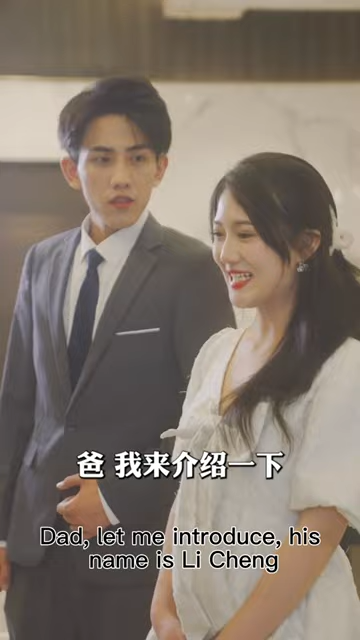 爸 我来介绍一下
Dad, let me introduce, his
name is Li Cheng